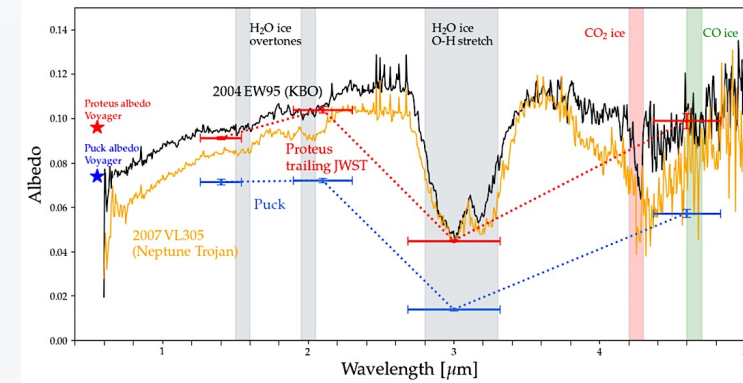 0.14
0.12
0.10
0.08
0.06
0.04
0.02
0.00
Albedo
H₂O ice
overtones
H₂O ice
O-H stretch
CO₂ ice
CO ice
2004 EW95 (KBO)
Proteus albedo
Voyager
Puck albedo
Voyager
Proteus
trailing JWST
Puck
2007 VL305
(Neptune Trojan)
1 2 3 4
Wavelength [μm]